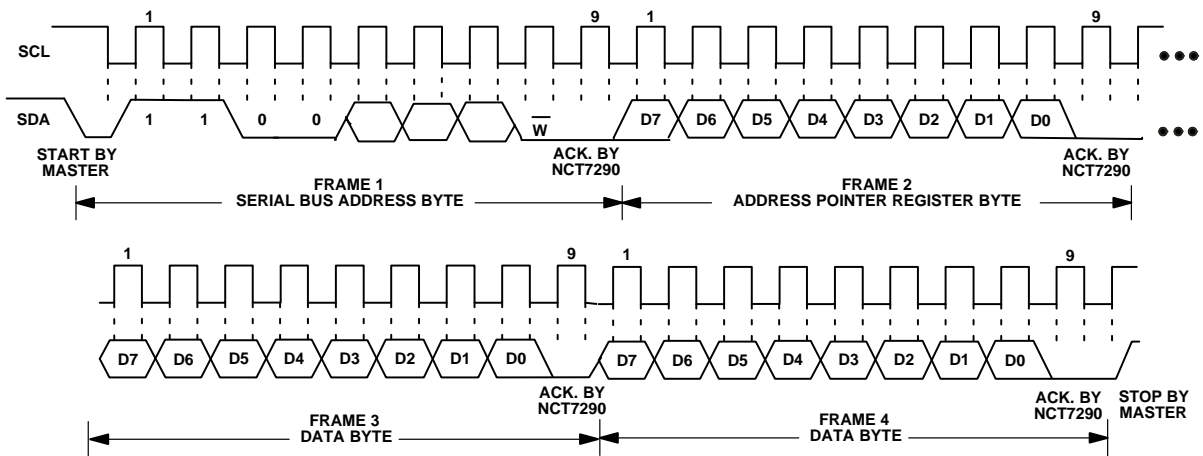 1 9 1 9
SCL
SDA
1 1 0 0 W D7 D6 D5 D4 D3 D2 D1 D0
START BY
MASTER
ACK. BY
NCT7290
ACK. BY
NCT7290
FRAME 1
SERIAL BUS ADDRESS BYTE
FRAME 2
ADDRESS POINTER REGISTER BYTE
1 9 1 9
D7 D6 D5 D4 D3 D2 D1 D0 D7 D6 D5 D4 D3 D2 D1 D0
ACK. BY
NCT7290
ACK. BY
NCT7290
STOP BY
MASTER
FRAME 3
DATA BYTE
FRAME 4
DATA BYTE